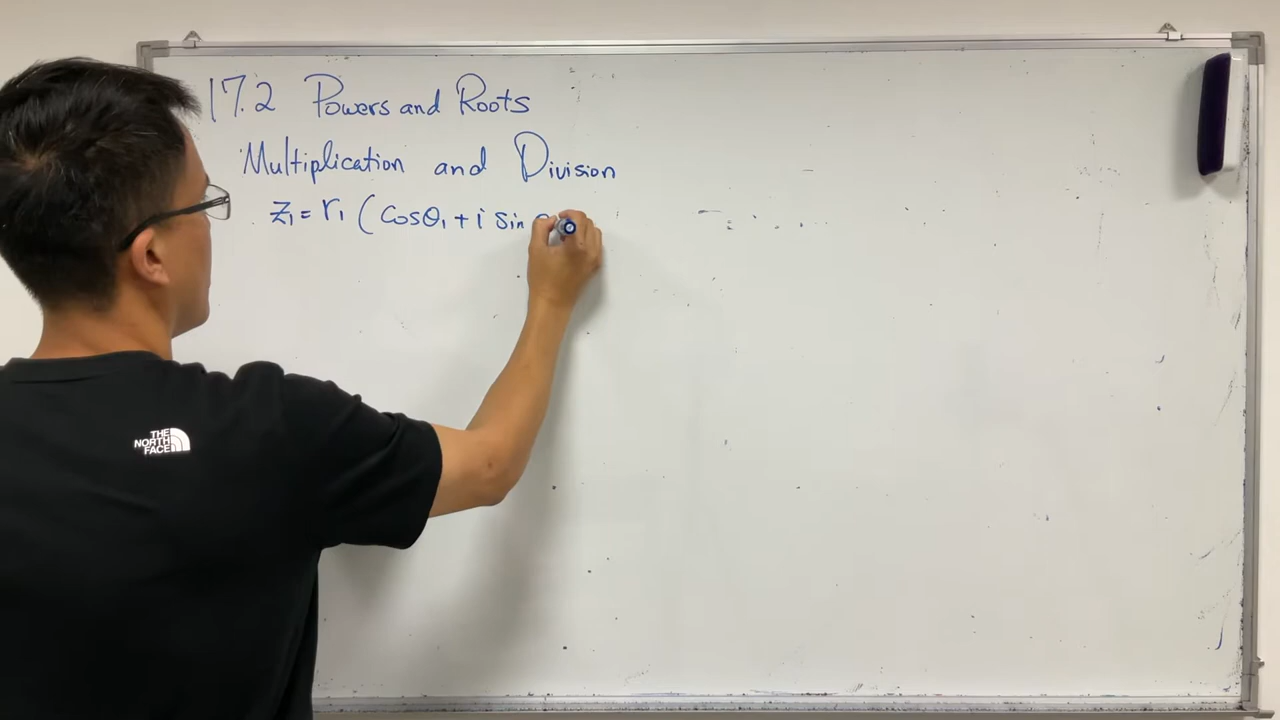 17.2 Powers and Roots
Multiplication and Division
z₁ = r₁ ( cosθ₁ + i sin
THE
NORTH
FACE